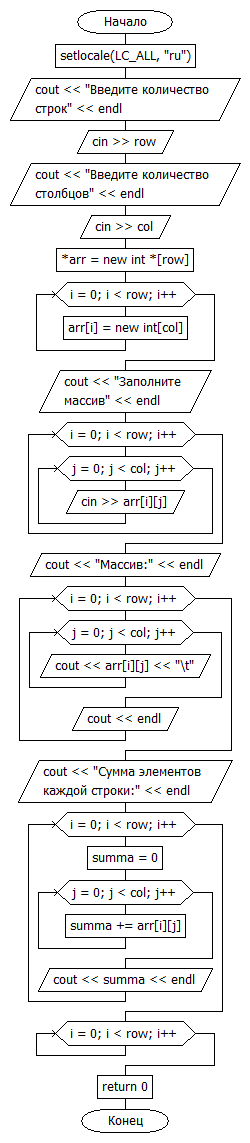 Начало
setlocale(LC_ALL, "ru")
cout << "Введите количество
строк" << endl
cin >> row
cout << "Введите количество
столбцов" << endl
cin >> col
*arr = new int *[row]
i = 0; i < row; i++
arr[i] = new int[col]
cout << "Заполните
массив" << endl
i = 0; i < row; i++
j = 0; j < col; j++
cin >> arr[i][j]
cout << "Массив:" << endl
i = 0; i < row; i++
j = 0; j < col; j++
cout << arr[i][j] << "\t"
cout << endl
cout << "Сумма элементов
каждой строки:" << endl
i = 0; i < row; i++
summa = 0
j = 0; j < col; j++
summa += arr[i][j]
cout << summa << endl
i = 0; i < row; i++
return 0
Конец